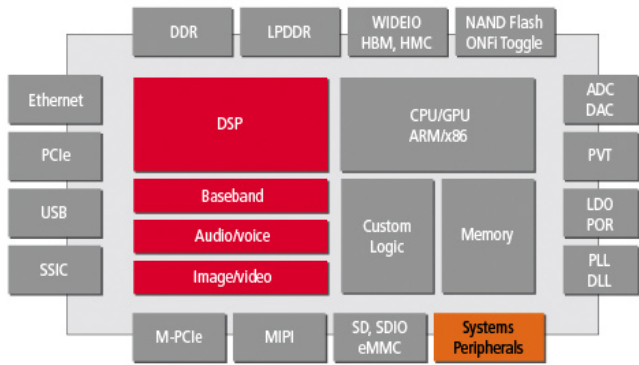 DDR
LPDDR
WIDEIO
HBM, HMC
NAND Flash
ONFi Toggle
Ethernet
PCIe
USB
SSIC
DSP
Baseband
Audio/voice
Image/video
CPU/GPU
ARM/x86
Custom
Logic
Memory
ADC
DAC
PVT
LDO
POR
PLL
DLL
M-PCIe
MIPI
SD, SDIO
eMMC
Systems
Peripherals